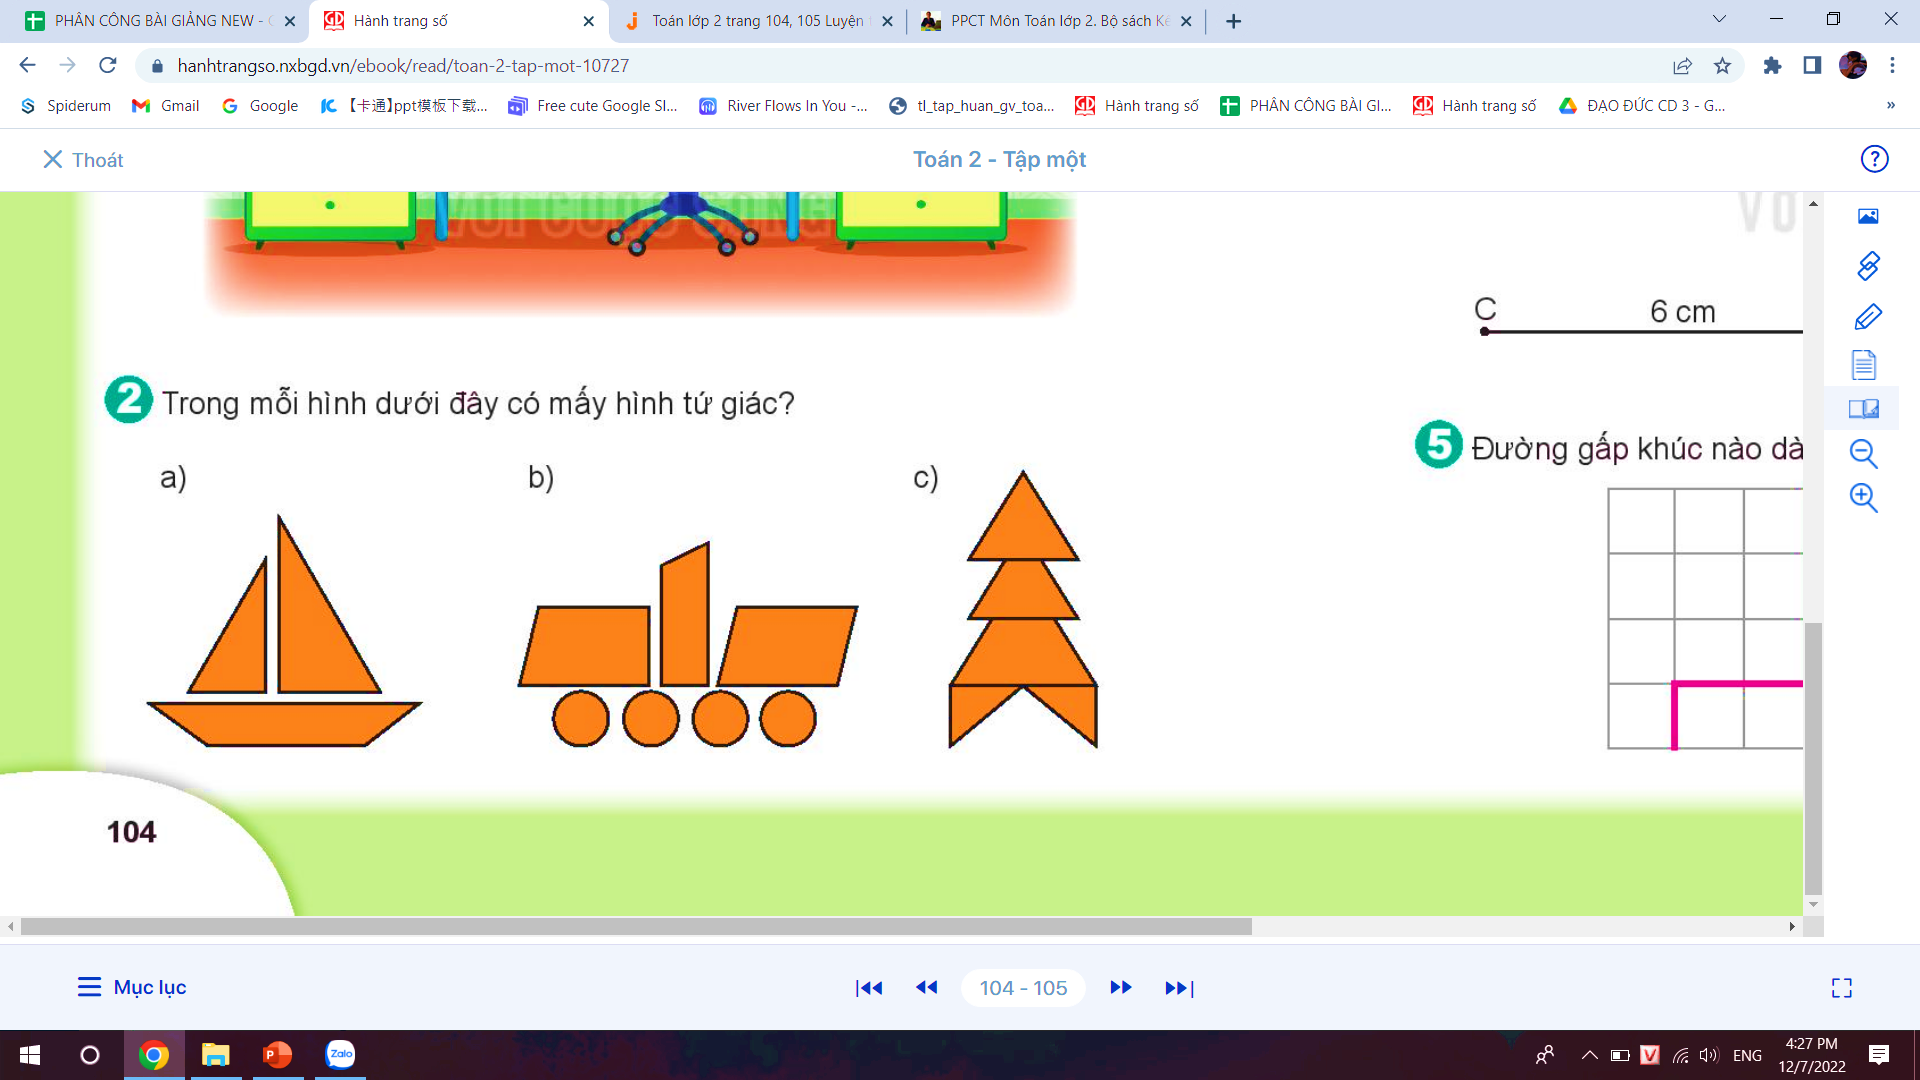 PHÂN CÔNG BÀI GIẢNG NEW -
Hành trang số
Toán lớp 2 trang 104, 105 Luyện
PPCT Môn Toán lớp 2. Bộ sách Kế
hanhtrangso.nxbgd.vn/ebook/read/toan-2-tap-mot-10727
Spiderum
Gmail
Google
【卡通】ppt模板下载...
Free cute Google Sl...
River Flows In You -...
tl_tap_huan_gv_toa...
Hành trang số
PHÂN CÔNG BÀI GI...
Hành trang số
ĐẠO ĐỨC CD 3 - G...
»
Thoát
Toán 2 - Tập một
?
VỚI CUỘC SỐNG
C
6 cm
2 Trong mỗi hình dưới đây có mấy hình tứ giác?
a)
b)
c)
5 Đường gấp khúc nào dà
104
Mục lục
104 - 105
Zalo
ENG
4:27 PM
12/7/2022